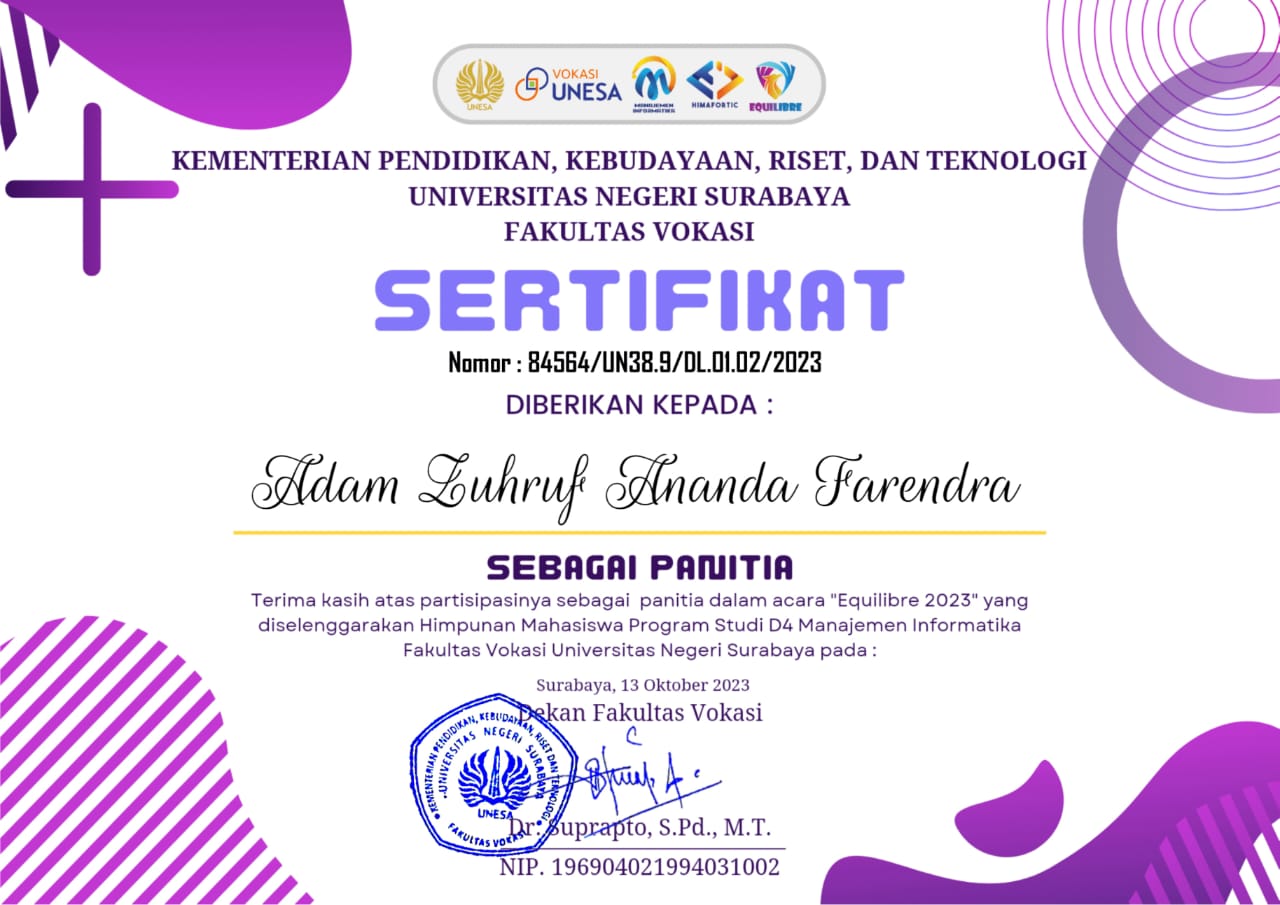 UNESA
VOKASI
UNESA
MANAJEMEN
INFORMATIKA
HIMAFORTIC
EQUILIBRE
KEMENTERIAN PENDIDIKAN, KEBUDAYAAN, RISET, DAN TEKNOLOGI
UNIVERSITAS NEGERI SURABAYA
FAKULTAS VOKASI
SERTIFIKAT
Nomor : 84564/UN38.9/DL.01.02/2023
DIBERIKAN KEPADA :
Adam Zuhruf Ananda Farendra
SEBAGAI PANITIA
Terima kasih atas partisipasinya sebagai panitia dalam acara "Equilibre 2023" yang
diselenggarakan Himpunan Mahasiswa Program Studi D4 Manajemen Informatika
Fakultas Vokasi Universitas Negeri Surabaya pada :
Surabaya, 13 Oktober 2023
Dekan Fakultas Vokasi
KEMENTERIAN PENDIDIKAN, KEBUDAYAAN, RISET DAN TEKNOLOGI
UNIVERSITAS NEGERI SURABAYA
UNESA
FAKULTAS VOKASI
Dr. Suprapto, S.Pd., M.T.
NIP. 196904021994031002